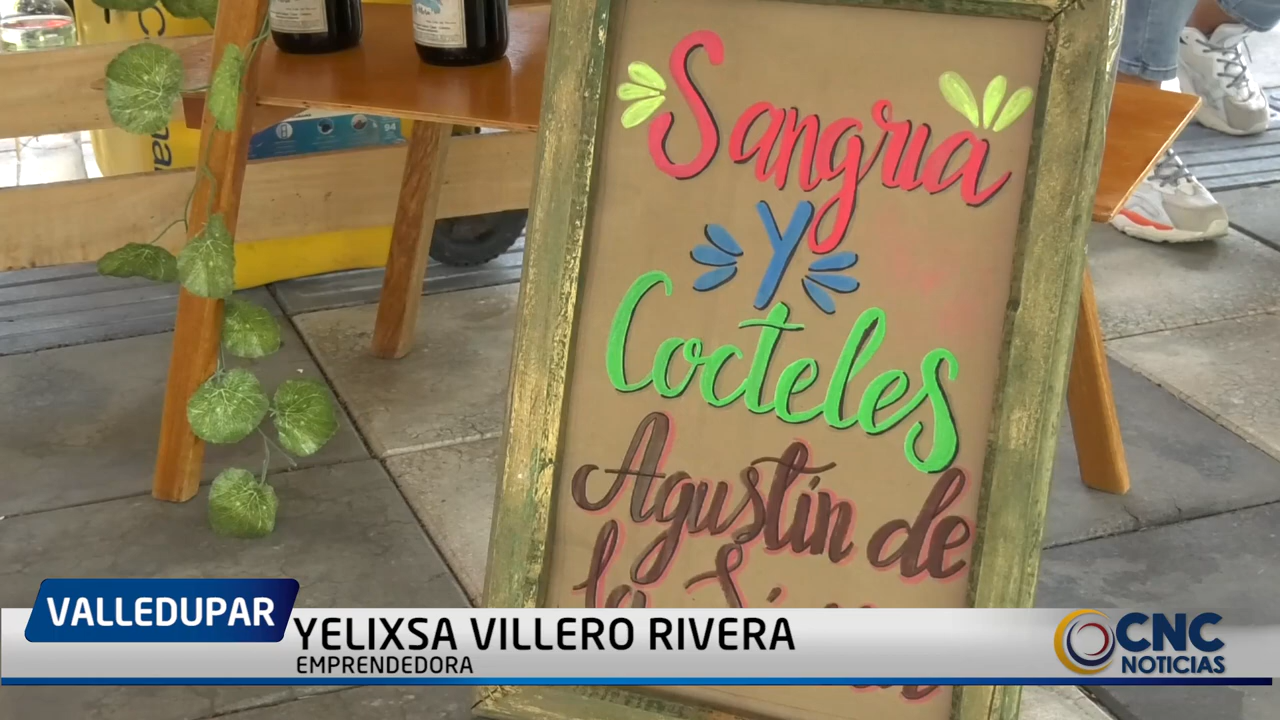 Sangria
Y
Cocteles
Agustín de
VALLEDUPAR
YELIXSA VILLERO RIVERA
EMPRENDEDORA
CNC
NOTICIAS